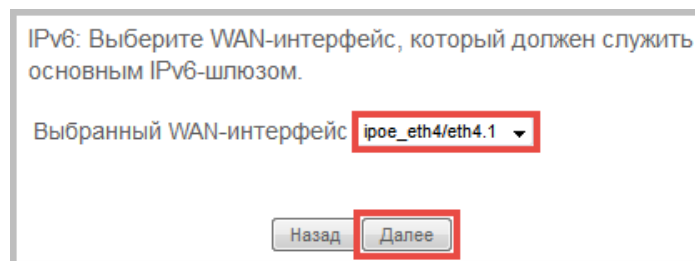 IPv6: Выберите WAN-интерфейс, который должен служить
основным IPv6-шлюзом.
Выбранный WAN-интерфейс ipoe_eth4/eth4.1
Назад Далее